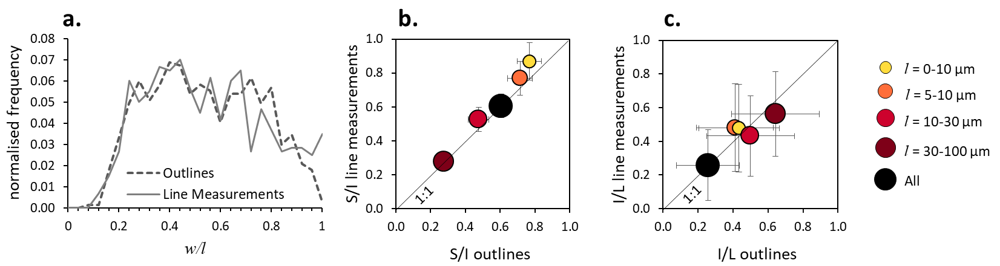 a.
normalised frequency
0.08
0.07
0.06
0.05
0.04
0.03
0.02
0.01
0.00
Outlines
Line Measurements
0
0.2
0.4
0.6
0.8
1
w/l
b.
S/I line measurements
1.0
0.8
0.6
0.4
0.2
0.0
1:1
0.0
0.2
0.4
0.6
0.8
1.0
S/I outlines
c.
I/L line measurements
1.0
0.8
0.6
0.4
0.2
0.0
1:1
0.0
0.2
0.4
0.6
0.8
1.0
I/L outlines
l = 0-10 µm
l = 5-10 µm
l = 10-30 µm
l = 30-100 µm
All